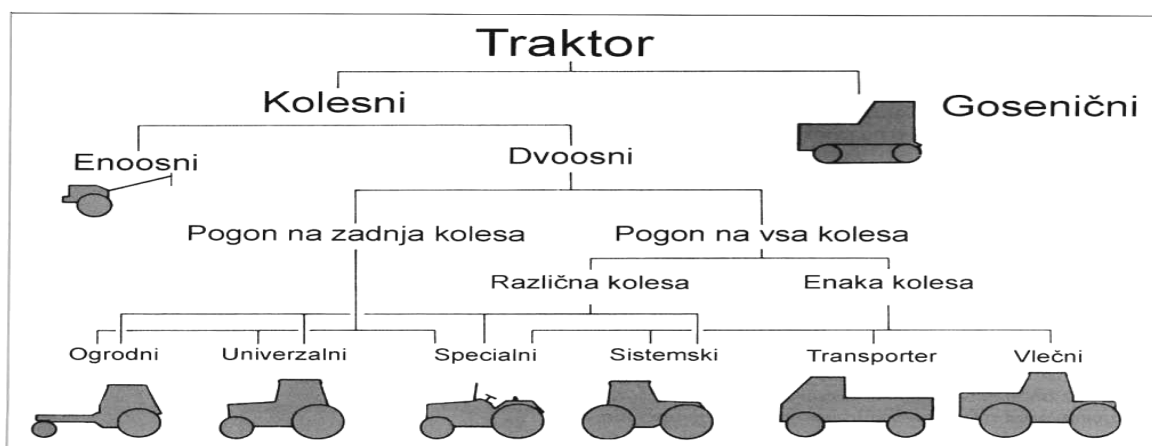 Traktor
Kolesni
Gosenični
Enoosni
Dvoosni
Pogon na zadnja kolesa
Pogon na vsa kolesa
Različna kolesa
Enaka kolesa
Ogrodni
Univerzalni
Specialni
Sistemski
Transporter
Vlečni